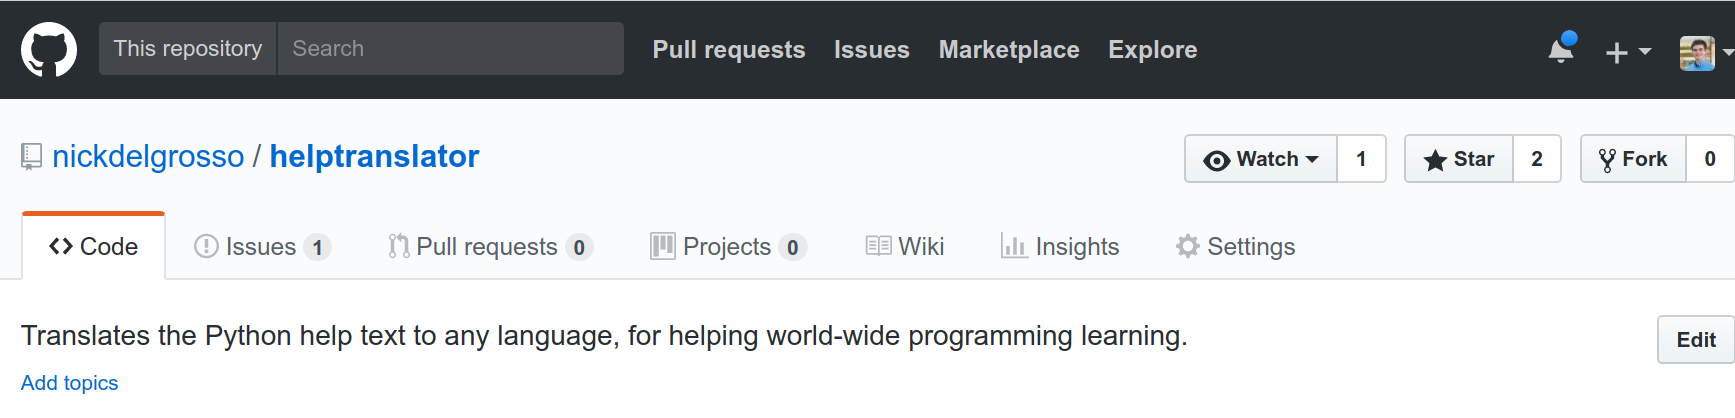 This repository Search Pull requests Issues Marketplace Explore
nickdelgrosso / helptranslator Watch 1 Star 2 Fork 0
Code Issues 1 Pull requests 0 Projects 0 Wiki Insights Settings
Translates the Python help text to any language, for helping world-wide programming learning. Edit
Add topics